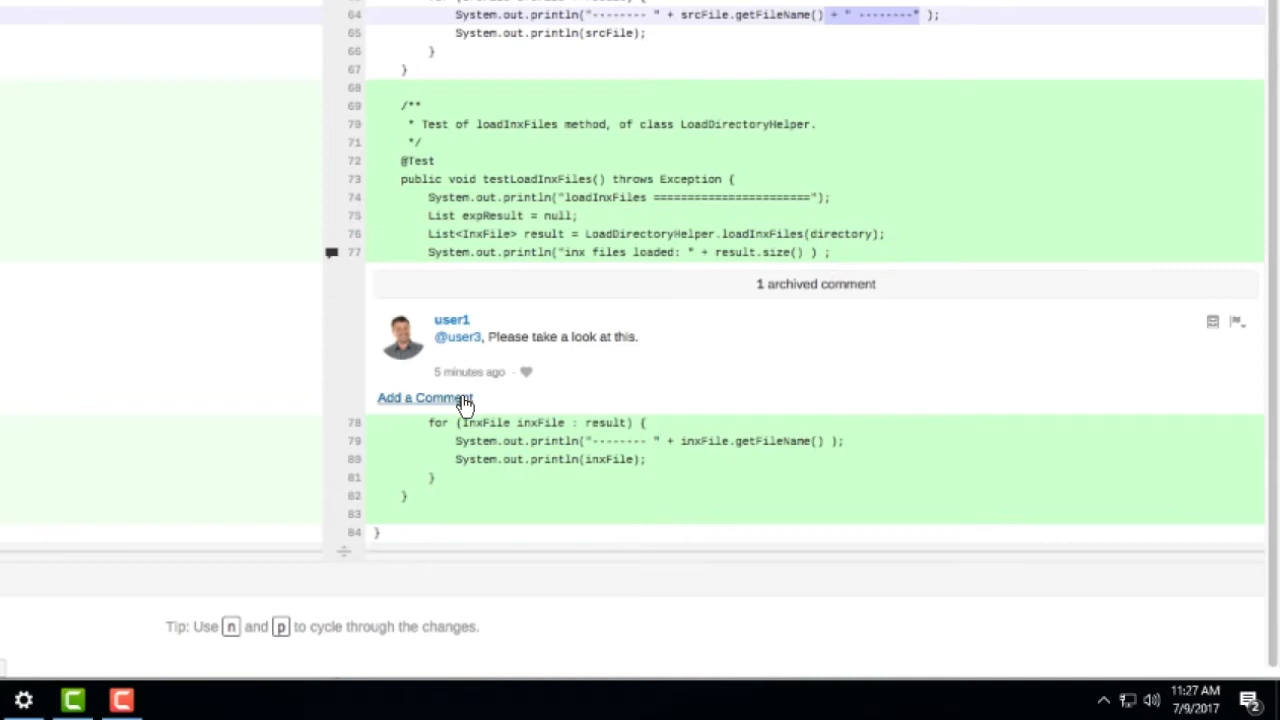 64 System.out.println("-------- " + srcFile.getFileName() + " --------" );
65 System.out.println(srcFile);
66 }
67 }
68
69 /**
70 * Test of loadInxFiles method, of class LoadDirectoryHelper.
71 */
72 @Test
73 public void testLoadInxFiles() throws Exception {
74 System.out.println("loadInxFiles =======================");
75 List expResult = null;
76 List<InxFile> result = LoadDirectoryHelper.loadInxFiles(directory);
77 System.out.println("inx files loaded: " + result.size() ) ;
1 archived comment
user1
@user3, Please take a look at this.
5 minutes ago ·
Add a Comment
78 for (InxFile inxFile : result) {
79 System.out.println("-------- " + inxFile.getFileName() );
80 System.out.println(inxFile);
81 }
82 }
83
84 }
Tip: Use n and p to cycle through the changes.
11:27 AM
7/9/2017
2